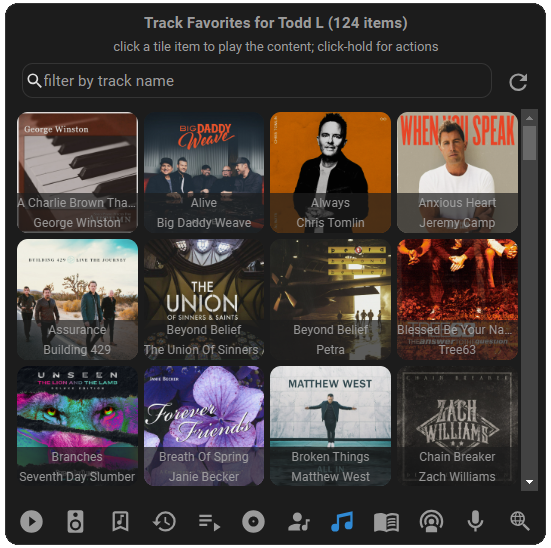 Track Favorites for Todd L (124 items)
click a tile item to play the content; click-hold for actions
filter by track name
George Winston
A Charlie Brown Tha...
George Winston
BIG DADDY
Weave
Alive
Big Daddy Weave
Always
Chris Tomlin
WHEN YOU SPEAK
Anxious Heart
Jeremy Camp
BUILDING 429 LIVE THE JOURNEY
Assurance
Building 429
THE
UNION
OF SINNERS & SAINTS
Beyond Belief
The Union Of Sinners
Beyond Belief
Petra
Blessed Be Your Na...
Tree63
UNSEEN
THE LION AND THE LAMB
DELUXE EDITION
Branches
Seventh Day Slumber
JANIE BECKER
Forever
Friends
Breath Of Spring
Janie Becker
MATTHEW WEST
ALL IN
Broken Things
Matthew West
CHAIN BREAKER
ZACH
WILLIAMS
Chain Breaker
Zach Williams